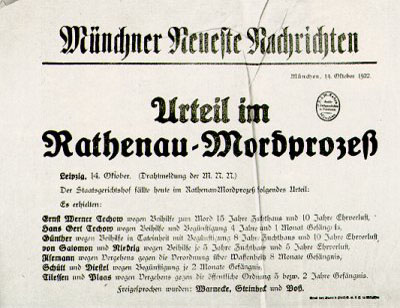 Münchner Neueste Nachrichten
München, 14. Oktober 1922.
Urteil im
Rathenau-Mordprozeß
Leipzig, 14. Oktober. (Drahtmeldung der M. N. N.)
Der Staatsgerichtshof fällte heute im Rathenau-Mordprozeß folgendes Urteil:
Es erhielten:
Ernst Werner Techow wegen Beihilfe zum Mord 15 Jahre Zuchthaus und 10 Jahre Ehrverlust,
Hans Gert Techow wegen Beihilfe und Begünstigung 4 Jahre und 1 Monat Gefängnis,
Günther wegen Beihilfe in Tateinheit mit Begünstigung 8 Jahre Zuchthaus und 10 Jahre Ehrverlust,
von Salomon und Niedrig wegen Beihilfe je 5 Jahre Zuchthaus und 5 Jahre Ehrverlust,
Ilsemann wegen Vergehens gegen die Verordnung über Waffenbesitz 2 Monate Gefängnis,
Schütt und Diestel wegen Begünstigung je 2 Monate Gefängnis,
Tillessen und Plaas wegen Vergehens gegen die öffentliche Ordnung 3 bezw. 2 Jahre Gefängnis.
Freigesprochen wurden: Warnecke, Steinbeck und Voß.